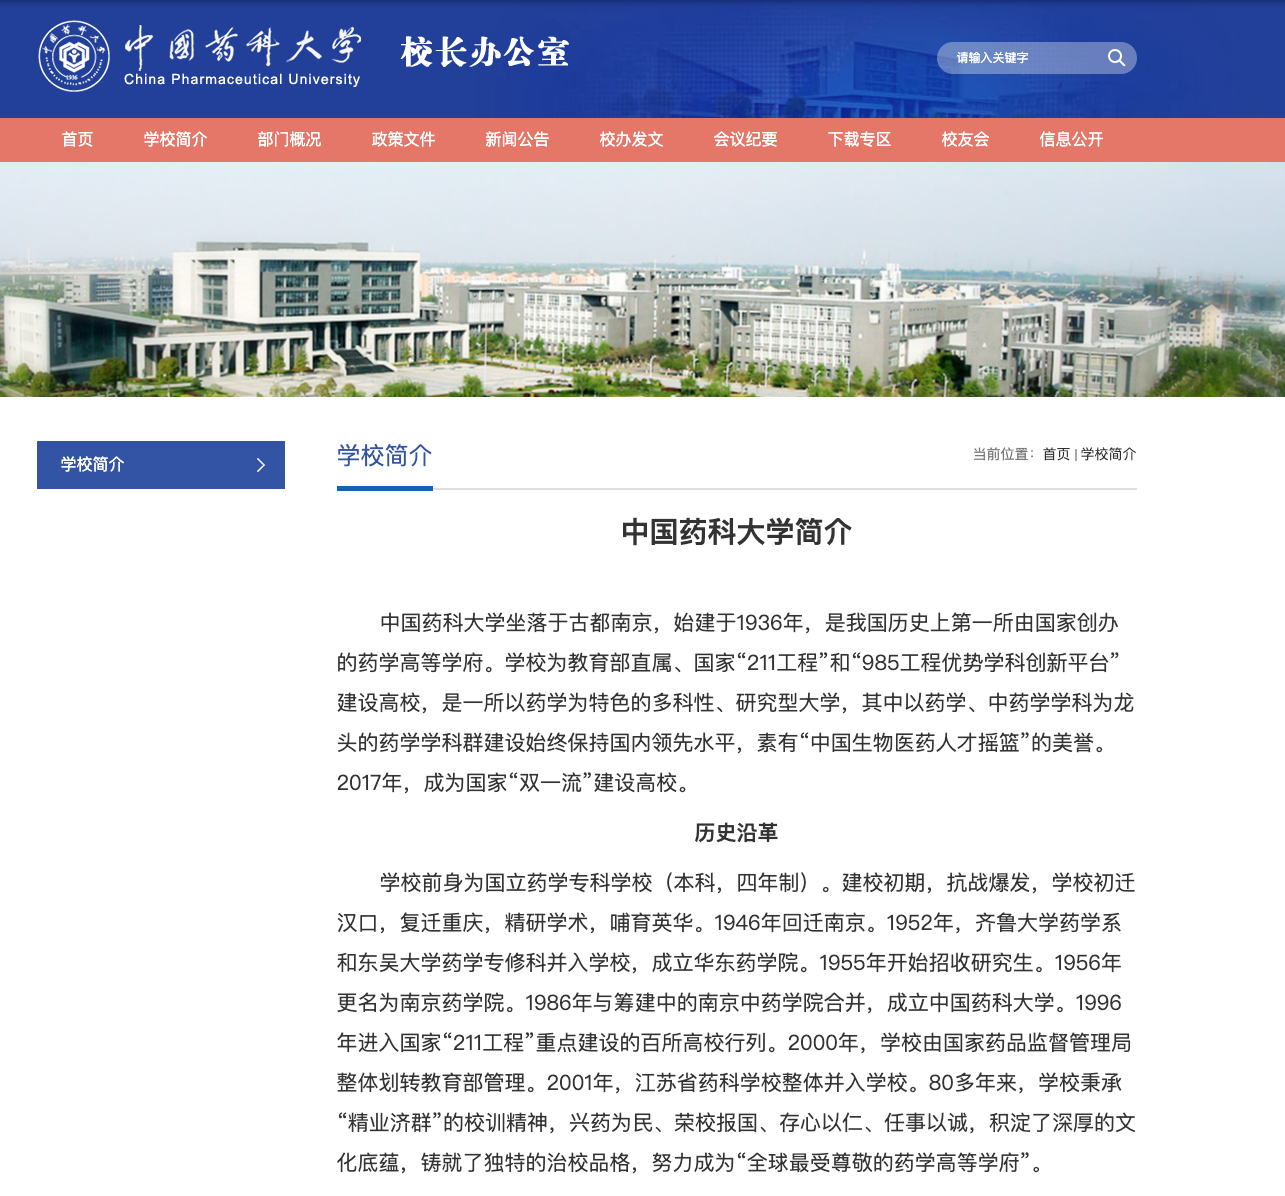 中國药科大学
China Pharmaceutical University
1936
校长办公室
请输入关键字
首页 学校简介 部门概况 政策文件 新闻公告 校办发文 会议纪要 下载专区 校友会 信息公开
学校简介
学校简介
当前位置：首页 | 学校简介
中国药科大学简介
中国药科大学坐落于古都南京，始建于1936年，是我国历史上第一所由国家创办
的药学高等学府。学校为教育部直属、国家“211工程”和“985工程优势学科创新平台”
建设高校，是一所以药学为特色的多科性、研究型大学，其中以药学、中药学学科为龙
头的药学学科群建设始终保持国内领先水平，素有“中国生物医药人才摇篮”的美誉。
2017年，成为国家“双一流”建设高校。
历史沿革
学校前身为国立药学专科学校（本科，四年制）。建校初期，抗战爆发，学校初迁
汉口，复迁重庆，精研学术，哺育英华。1946年回迁南京。1952年，齐鲁大学药学系
和东吴大学药学专修科并入学校，成立华东药学院。1955年开始招收研究生。1956年
更名为南京药学院。1986年与筹建中的南京中药学院合并，成立中国药科大学。1996
年进入国家“211工程”重点建设的百所高校行列。2000年，学校由国家药品监督管理局
整体划转教育部管理。2001年，江苏省药科学校整体并入学校。80多年来，学校秉承
“精业济群”的校训精神，兴药为民、荣校报国、存心以仁、任事以诚，积淀了深厚的文
化底蕴，铸就了独特的治校品格，努力成为“全球最受尊敬的药学高等学府”。